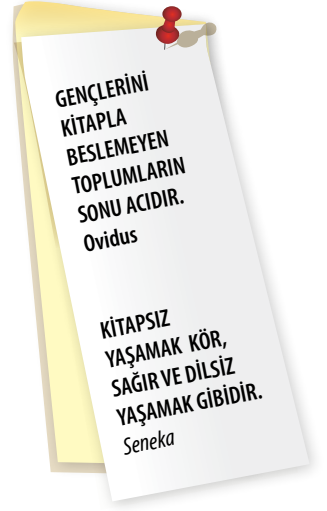 GENÇLERİNİ
KİTAPLA
BESLEMEYEN
TOPLUMLARIN
SONU ACIDIR.
Ovidus
KİTAPSIZ
YAŞAMAK KÖR,
SAĞIR VE DİLSİZ
YAŞAMAK GİBİDİR.
Seneka